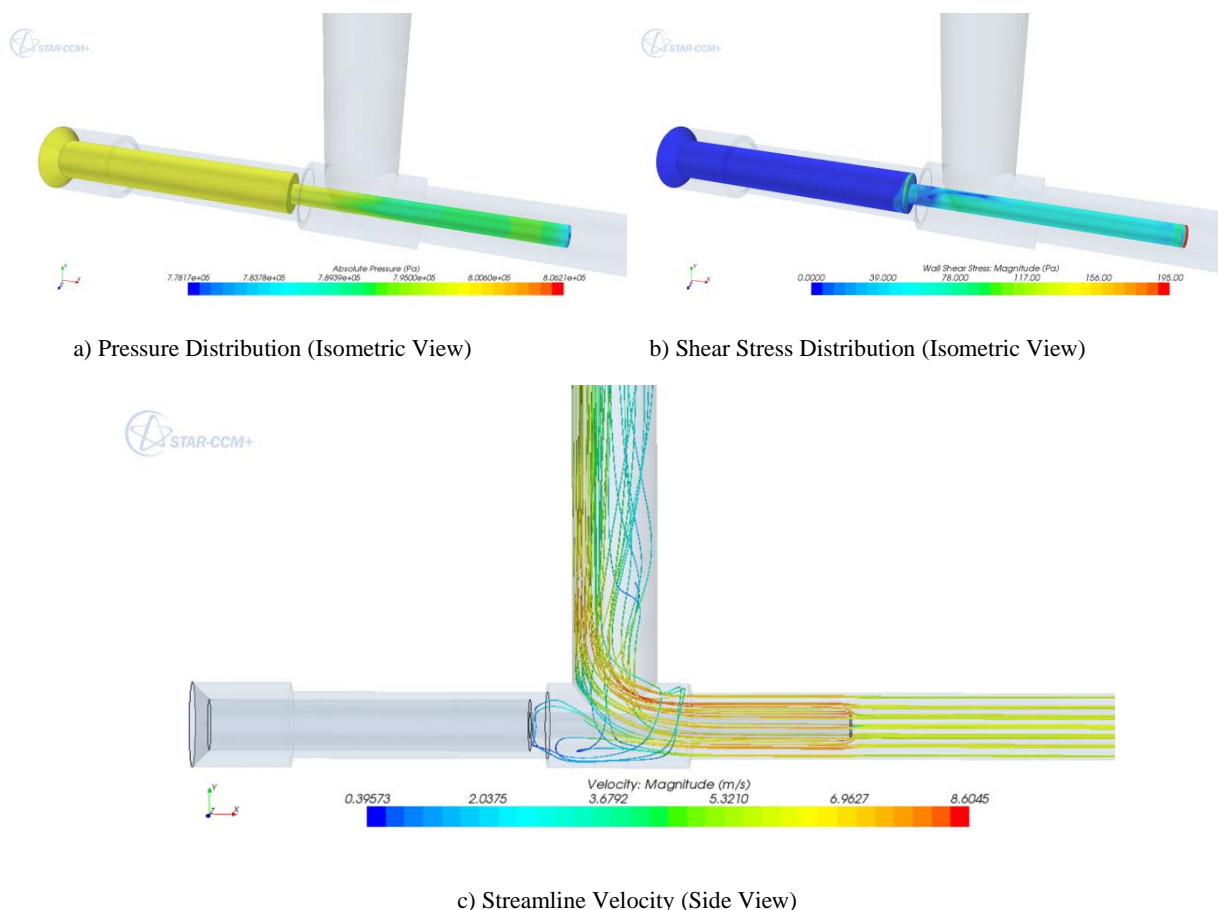 STAR-CCM+
Y
Z X
Absolute Pressure (Pa)
7.7817e+05 7.8378e+05 7.8939e+05 7.9500e+05 8.0060e+05 8.0621e+05
a) Pressure Distribution (Isometric View)
STAR-CCM+
Y
Z X
Wall Shear Stress: Magnitude (Pa)
0.0000 39.000 78.000 117.00 156.00 195.00
b) Shear Stress Distribution (Isometric View)
STAR-CCM+
Y
Z X
Velocity: Magnitude (m/s)
0.39573 2.0375 3.6792 5.3210 6.9627 8.6045
c) Streamline Velocity (Side View)